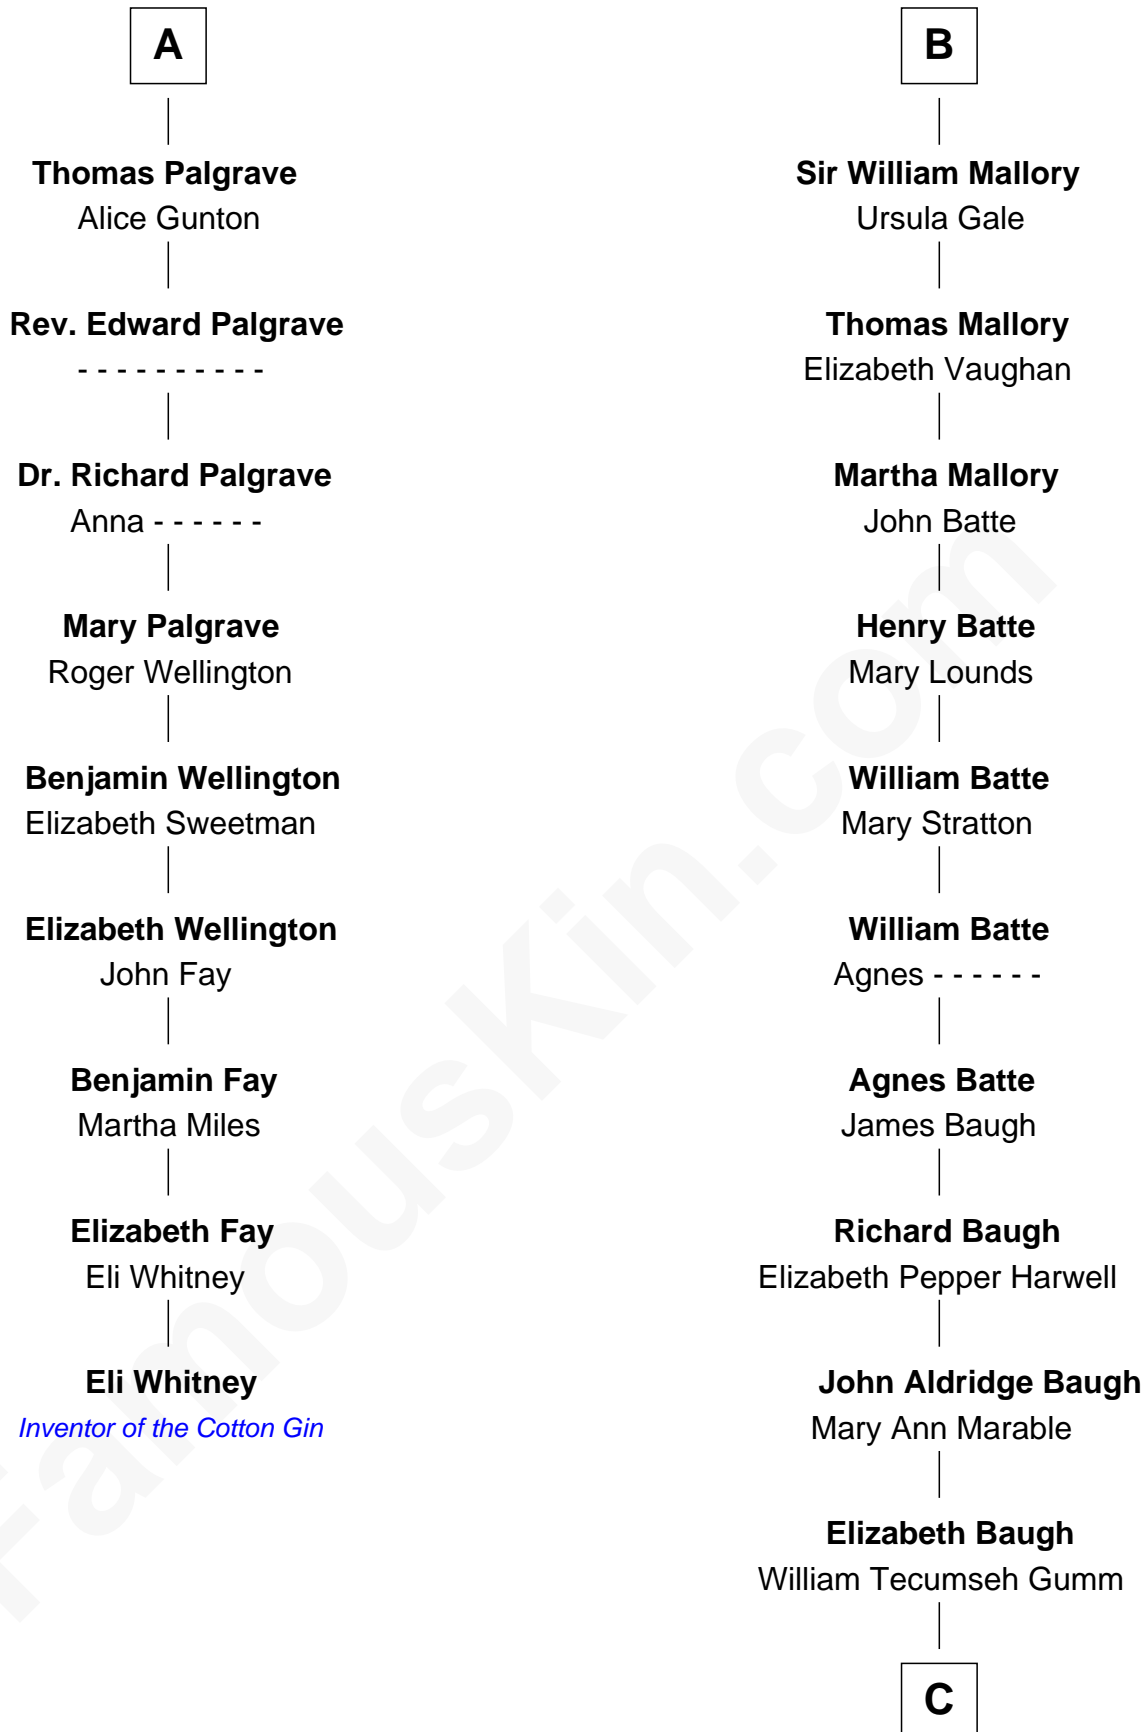 A
Thomas Palgrave
Alice Gunton
Rev. Edward Palgrave
- - - - - - - - - -
Dr. Richard Palgrave
Anna - - - - - -
Mary Palgrave
Roger Wellington
Benjamin Wellington
Elizabeth Sweetman
Elizabeth Wellington
John Fay
Benjamin Fay
Martha Miles
Elizabeth Fay
Eli Whitney
Eli Whitney
Inventor of the Cotton Gin
B
Sir William Mallory
Ursula Gale
Thomas Mallory
Elizabeth Vaughan
Martha Mallory
John Batte
Henry Batte
Mary Lounds
William Batte
Mary Stratton
William Batte
Agnes - - - - - -
Agnes Batte
James Baugh
Richard Baugh
Elizabeth Pepper Harwell
John Aldridge Baugh
Mary Ann Marable
Elizabeth Baugh
William Tecumseh Gumm
C
FamousKin.com